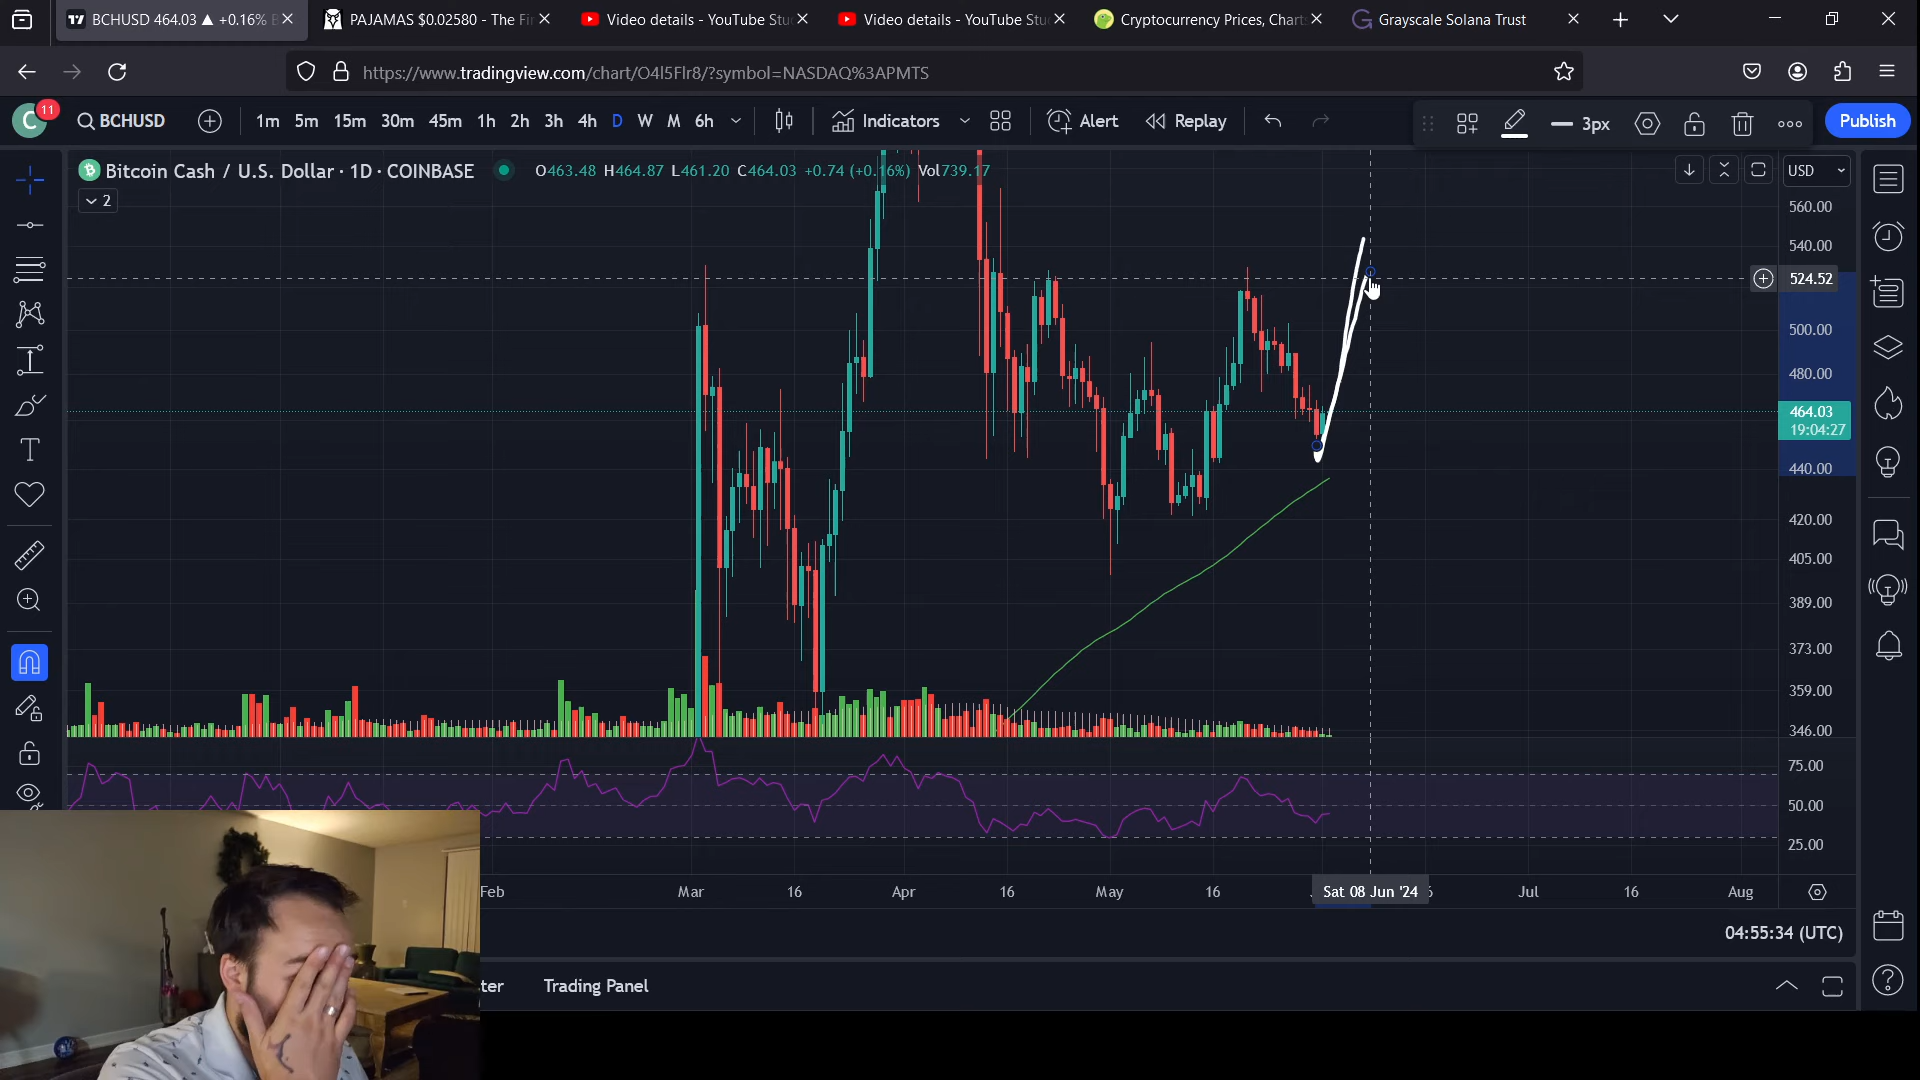 BCHUSD 464.03 ▲ +0.16%
PAJAMAS $0.02580 - The Fi
Video details - YouTube Stu
Video details - YouTube Stu
Cryptocurrency Prices, Chart
Grayscale Solana Trust
https://www.tradingview.com/chart/O4l5Flr8/?symbol=NASDAQ%3APMTS
C 11
BCHUSD
1m 5m 15m 30m 45m 1h 2h 3h 4h D W M 6h
Indicators
Alert
Replay
3px
Publish
Bitcoin Cash / U.S. Dollar · 1D · COINBASE
O463.48 H464.87 L461.20 C464.03 +0.74 (+0.16%) Vol739.17
USD
2
560.00
540.00
524.52
500.00
480.00
464.03
19:04:27
440.00
420.00
405.00
389.00
373.00
359.00
346.00
75.00
50.00
25.00
Feb Mar 16 Apr 16 May 16 Sat 08 Jun '24 Jul 16 Aug
04:55:34 (UTC)
ter
Trading Panel